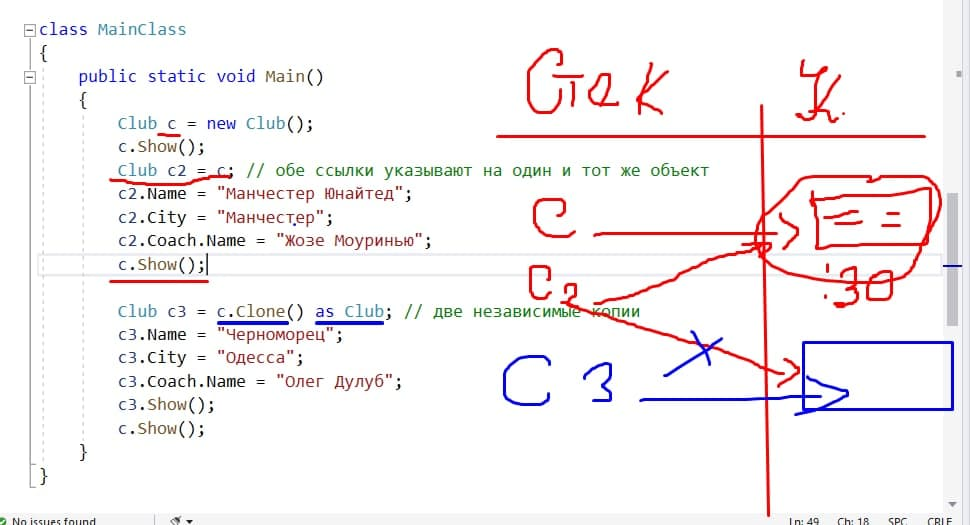 class MainClass
{
public static void Main()
{
Club c = new Club();
c.Show();
Club c2 = c; // обе ссылки указывают на один и тот же объект
c2.Name = "Манчестер Юнайтед";
c2.City = "Манчестер";
c2.Coach.Name = "Жозе Моуринью";
c.Show();
Club c3 = c.Clone() as Club; // две независимые копии
c3.Name = "Черноморец";
c3.City = "Одесса";
c3.Coach.Name = "Олег Дулуб";
c3.Show();
c.Show();
}
}
Стек
К
C
C2
:30
C3
No issues found
Ln: 49 Ch: 18 SPC CRLF